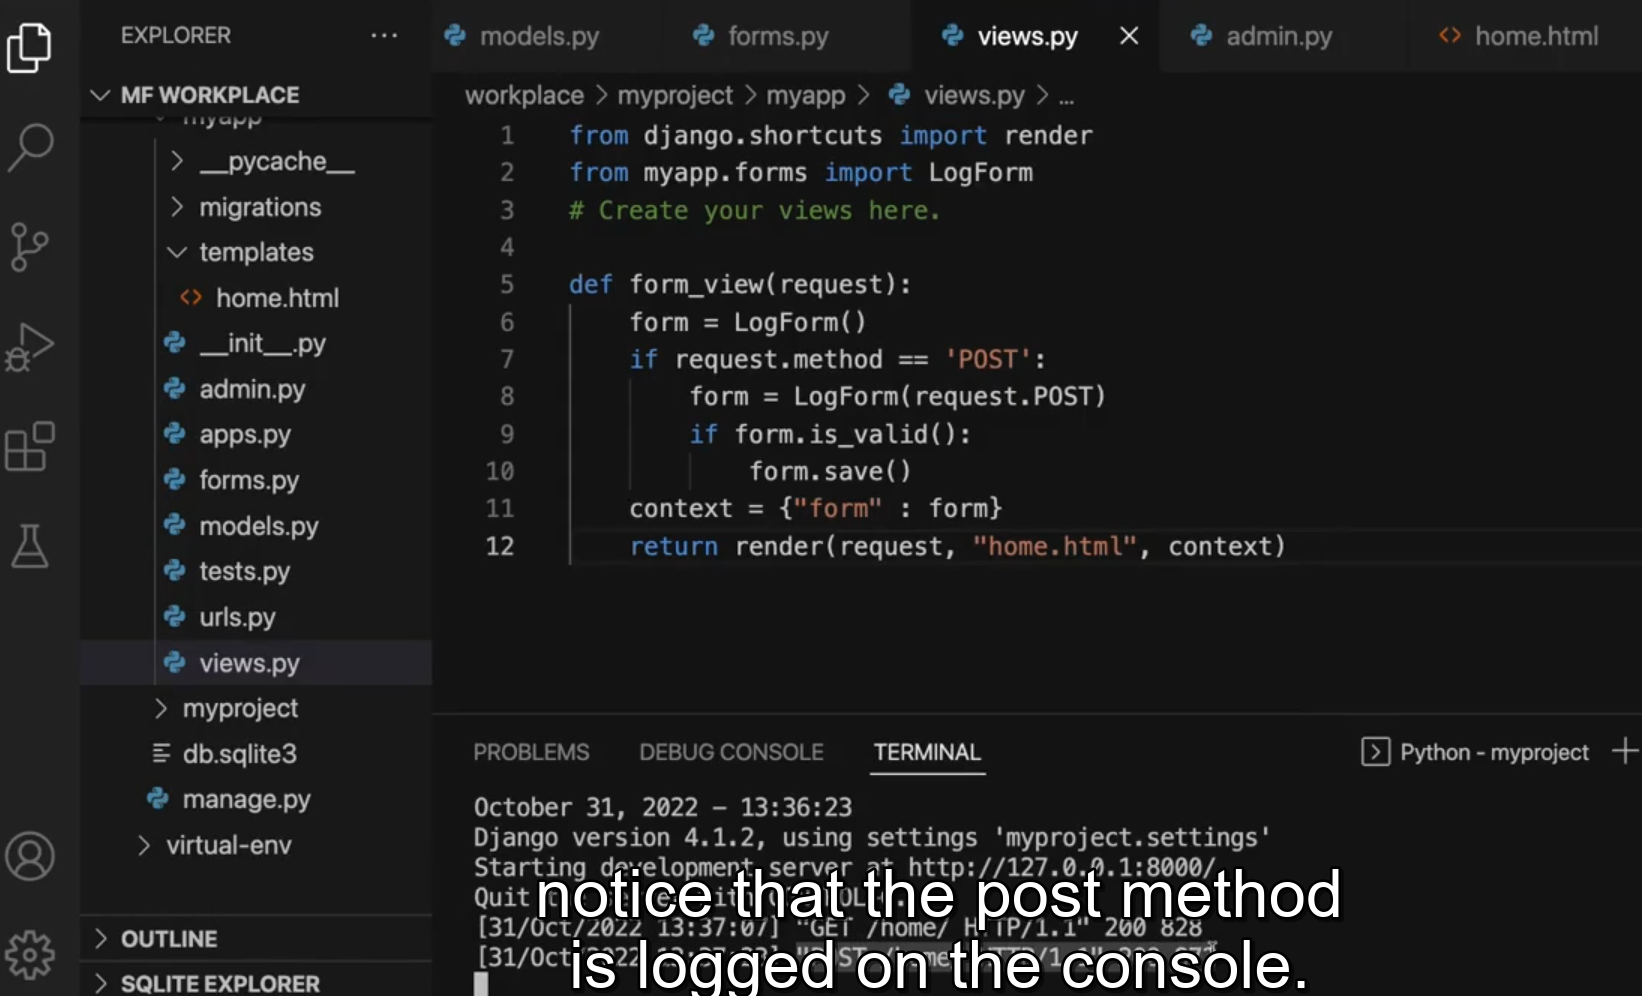 EXPLORER
models.py
forms.py
views.py
admin.py
home.html
MF WORKPLACE
myapp
__pycache__
migrations
templates
home.html
__init__.py
admin.py
apps.py
forms.py
models.py
tests.py
urls.py
views.py
myproject
db.sqlite3
manage.py
virtual-env
OUTLINE
SQLITE EXPLORER
workplace > myproject > myapp > views.py > ...
1 from django.shortcuts import render
2 from myapp.forms import LogForm
3 # Create your views here.
4
5 def form_view(request):
6 form = LogForm()
7 if request.method == 'POST':
8 form = LogForm(request.POST)
9 if form.is_valid():
10 form.save()
11 context = {"form" : form}
12 return render(request, "home.html", context)
PROBLEMS
DEBUG CONSOLE
TERMINAL
Python - myproject
October 31, 2022 - 13:36:23
Django version 4.1.2, using settings 'myproject.settings'
Starting development server at http://127.0.0.1:8000/
Quit
[31/Oct/2022 13:37:07] "GET /home/ HTTP/1.1" 200 828
[31/Oct/2022
notice that the post method
is logged on the console.